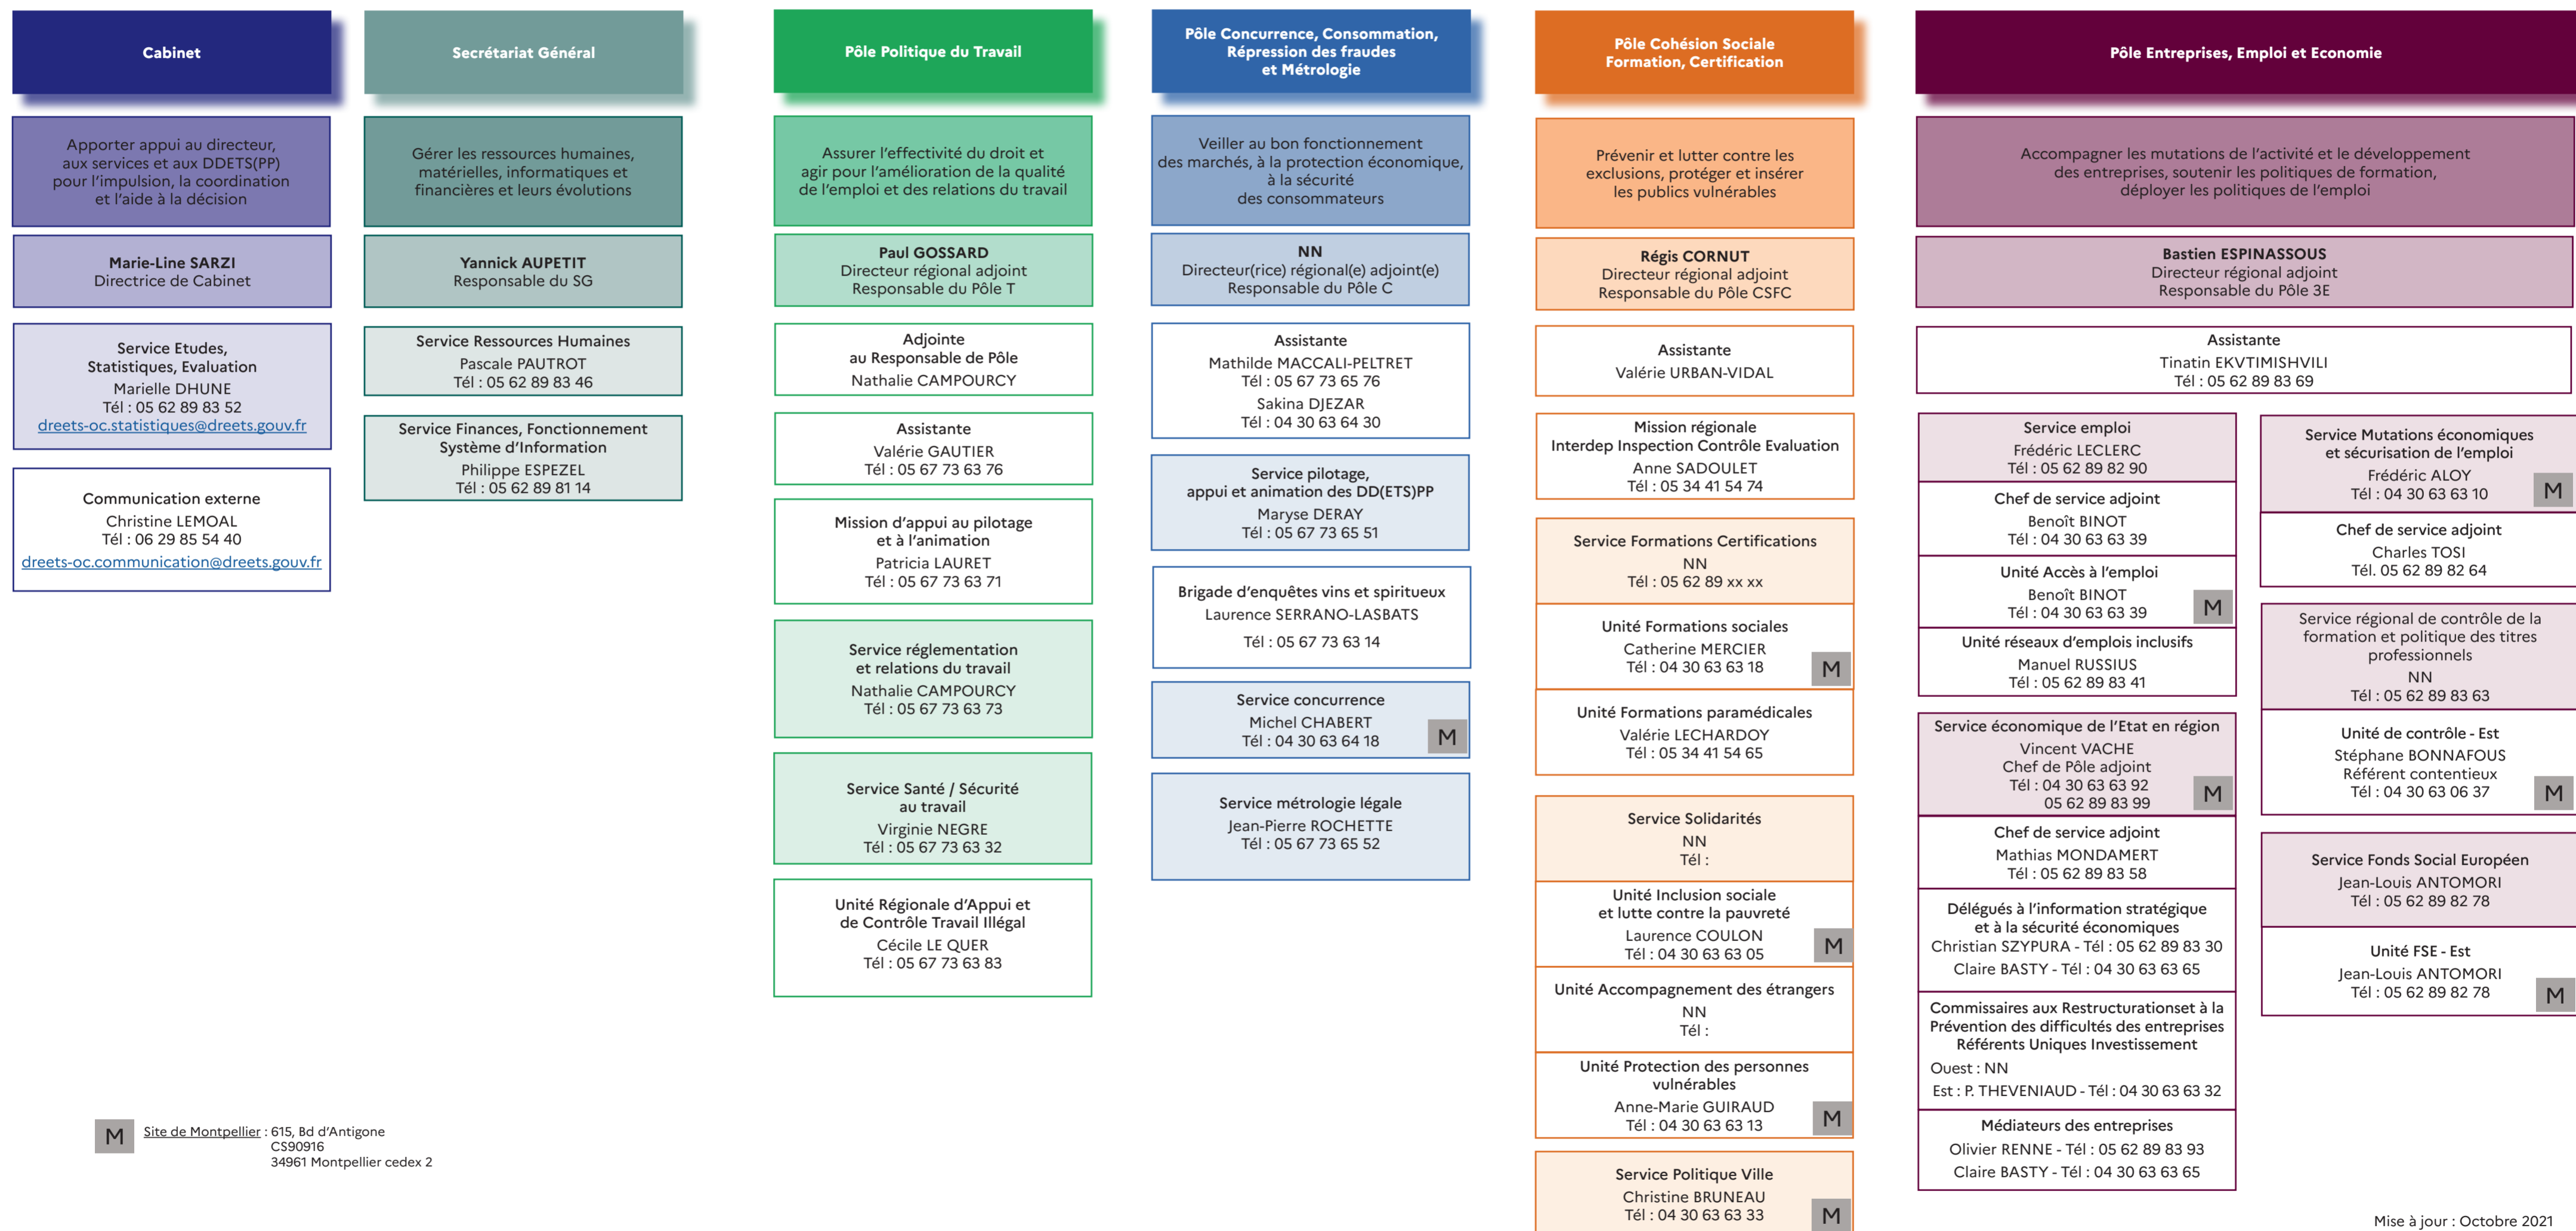 Cabinet
Apporter appui au directeur,
aux services et aux DDETS(PP)
pour l'impulsion, la coordination
et l'aide à la décision
Marie-Line SARZI
Directrice de Cabinet
Service Etudes,
Statistiques, Evaluation
Marielle DHUNE
Tél : 05 62 89 83 52
dreets-oc.statistiques@dreets.gouv.fr
Communication externe
Christine LEMOAL
Tél : 06 29 85 54 40
dreets-oc.communication@dreets.gouv.fr
Secrétariat Général
Gérer les ressources humaines,
matérielles, informatiques et
financières et leurs évolutions
Yannick AUPETIT
Responsable du SG
Service Ressources Humaines
Pascale PAUTROT
Tél : 05 62 89 83 46
Service Finances, Fonctionnement
Système d'Information
Philippe ESPEZEL
Tél : 05 62 89 81 14
Pôle Politique du Travail
Assurer l'effectivité du droit et
agir pour l'amélioration de la qualité
de l'emploi et des relations du travail
Paul GOSSARD
Directeur régional adjoint
Responsable du Pôle T
Adjointe
au Responsable de Pôle
Nathalie CAMPOURCY
Assistante
Valérie GAUTIER
Tél : 05 67 73 63 76
Mission d'appui au pilotage
et à l'animation
Patricia LAURET
Tél : 05 67 73 63 71
Service réglementation
et relations du travail
Nathalie CAMPOURCY
Tél : 05 67 73 63 73
Service Santé / Sécurité
au travail
Virginie NEGRE
Tél : 05 67 73 63 32
Unité Régionale d'Appui et
de Contrôle Travail Illégal
Cécile LE QUER
Tél : 05 67 73 63 83
Pôle Concurrence, Consommation,
Répression des fraudes
et Métrologie
Veiller au bon fonctionnement
des marchés, à la protection économique,
à la sécurité
des consommateurs
NN
Directeur(rice) régional(e) adjoint(e)
Responsable du Pôle C
Assistante
Mathilde MACCALI-PELTRET
Tél : 05 67 73 65 76
Sakina DJEZAR
Tél : 04 30 63 64 30
Service pilotage,
appui et animation des DD(ETS)PP
Maryse DERAY
Tél : 05 67 73 65 51
Brigade d'enquêtes vins et spiritueux
Laurence SERRANO-LASBATS
Tél : 05 67 73 63 14
Service concurrence
Michel CHABERT
Tél : 04 30 63 64 18
M
Service métrologie légale
Jean-Pierre ROCHETTE
Tél : 05 67 73 65 52
Pôle Cohésion Sociale
Formation, Certification
Prévenir et lutter contre les
exclusions, protéger et insérer
les publics vulnérables
Régis CORNUT
Directeur régional adjoint
Responsable du Pôle CSFC
Assistante
Valérie URBAN-VIDAL
Mission régionale
Interdep Inspection Contrôle Evaluation
Anne SADOULET
Tél : 05 34 41 54 74
Service Formations Certifications
NN
Tél : 05 62 89 xx xx
Unité Formations sociales
Catherine MERCIER
Tél : 04 30 63 63 18
M
Unité Formations paramédicales
Valérie LECHARDOY
Tél : 05 34 41 54 65
Service Solidarités
NN
Tél :
Unité Inclusion sociale
et lutte contre la pauvreté
Laurence COULON
Tél : 04 30 63 63 05
M
Unité Accompagnement des étrangers
NN
Tél :
Unité Protection des personnes
vulnérables
Anne-Marie GUIRAUD
Tél : 04 30 63 63 13
M
Service Politique Ville
Christine BRUNEAU
Tél : 04 30 63 63 33
M
Pôle Entreprises, Emploi et Economie
Accompagner les mutations de l'activité et le développement
des entreprises, soutenir les politiques de formation,
déployer les politiques de l'emploi
Bastien ESPINASSOUS
Directeur régional adjoint
Responsable du Pôle 3E
Assistante
Tinatin EKVTIMISHVILI
Tél : 05 62 89 83 69
Service emploi
Frédéric LECLERC
Tél : 05 62 89 82 90
Chef de service adjoint
Benoît BINOT
Tél : 04 30 63 63 39
Unité Accès à l'emploi
Benoît BINOT
Tél : 04 30 63 63 39
M
Unité réseaux d'emplois inclusifs
Manuel RUSSIUS
Tél : 05 62 89 83 41
Service économique de l'Etat en région
Vincent VACHE
Chef de Pôle adjoint
Tél : 04 30 63 63 92
05 62 89 83 99
M
Chef de service adjoint
Mathias MONDAMERT
Tél : 05 62 89 83 58
Délégués à l'information stratégique
et à la sécurité économiques
Christian SZYPURA - Tél : 05 62 89 83 30
Claire BASTY - Tél : 04 30 63 63 65
Commissaires aux Restructurationset à la
Prévention des difficultés des entreprises
Référents Uniques Investissement
Ouest : NN
Est : P. THEVENIAUD - Tél : 04 30 63 63 32
Médiateurs des entreprises
Olivier RENNE - Tél : 05 62 89 83 93
Claire BASTY - Tél : 04 30 63 63 65
Service Mutations économiques
et sécurisation de l'emploi
Frédéric ALOY
Tél : 04 30 63 63 10
M
Chef de service adjoint
Charles TOSI
Tél. 05 62 89 82 64
Service régional de contrôle de la
formation et politique des titres
professionnels
NN
Tél : 05 62 89 83 63
Unité de contrôle - Est
Stéphane BONNAFOUS
Référent contentieux
Tél : 04 30 63 06 37
M
Service Fonds Social Européen
Jean-Louis ANTOMORI
Tél : 05 62 89 82 78
Unité FSE - Est
Jean-Louis ANTOMORI
Tél : 05 62 89 82 78
M
M
Site de Montpellier : 615, Bd d'Antigone
CS90916
34961 Montpellier cedex 2
Mise à jour : Octobre 2021